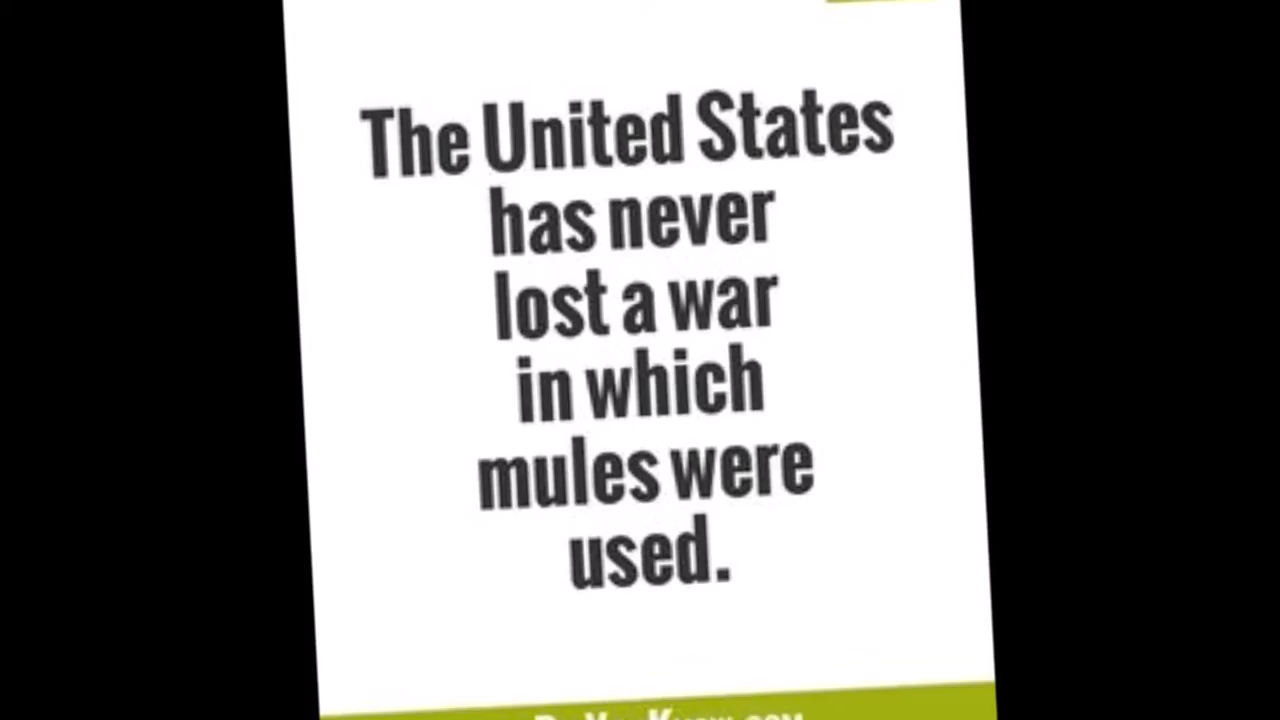 The United States
has never
lost a war
in which
mules were
used.